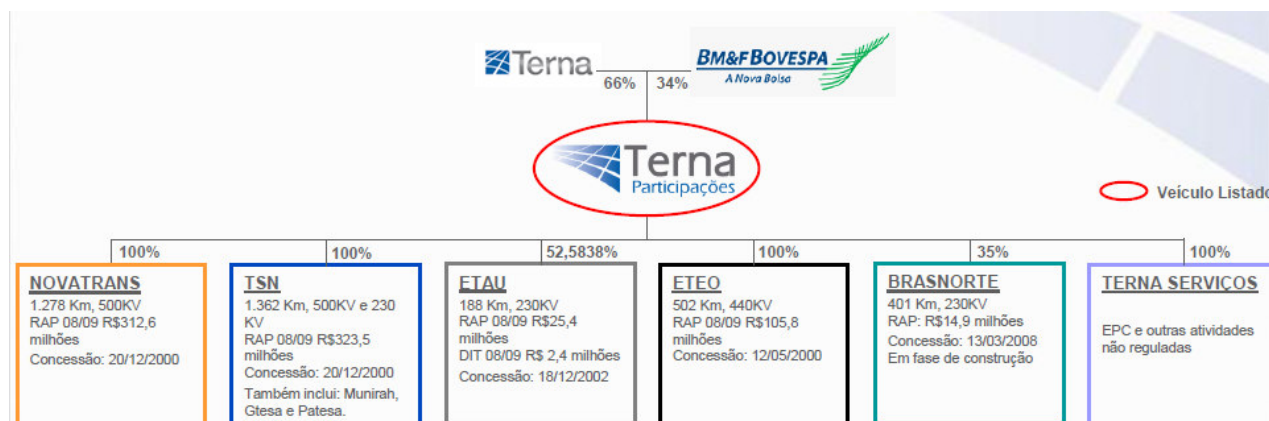 Terna
BM&FBOVESPA
A Nova Bolsa
66% 34%
Terna
Participações
Veículo Listado
100% 100% 52,5838% 100% 35% 100%
NOVATRANS
1.278 Km, 500KV
RAP 08/09 R$312,6
milhões
Concessão: 20/12/2000
TSN
1.362 Km, 500KV e 230
KV
RAP 08/09 R$323,5
milhões
Concessão: 20/12/2000
Também inclui: Munirah,
Gtesa e Patesa.
ETAU
188 Km, 230KV
RAP 08/09 R$25,4
milhões
DIT 08/09 R$ 2,4 milhões
Concessão: 18/12/2002
ETEO
502 Km, 440KV
RAP 08/09 R$105,8
milhões
Concessão: 12/05/2000
BRASNORTE
401 Km, 230KV
RAP: R$14,9 milhões
Concessão: 13/03/2008
Em fase de construção
TERNA SERVIÇOS
EPC e outras atividades
não reguladas